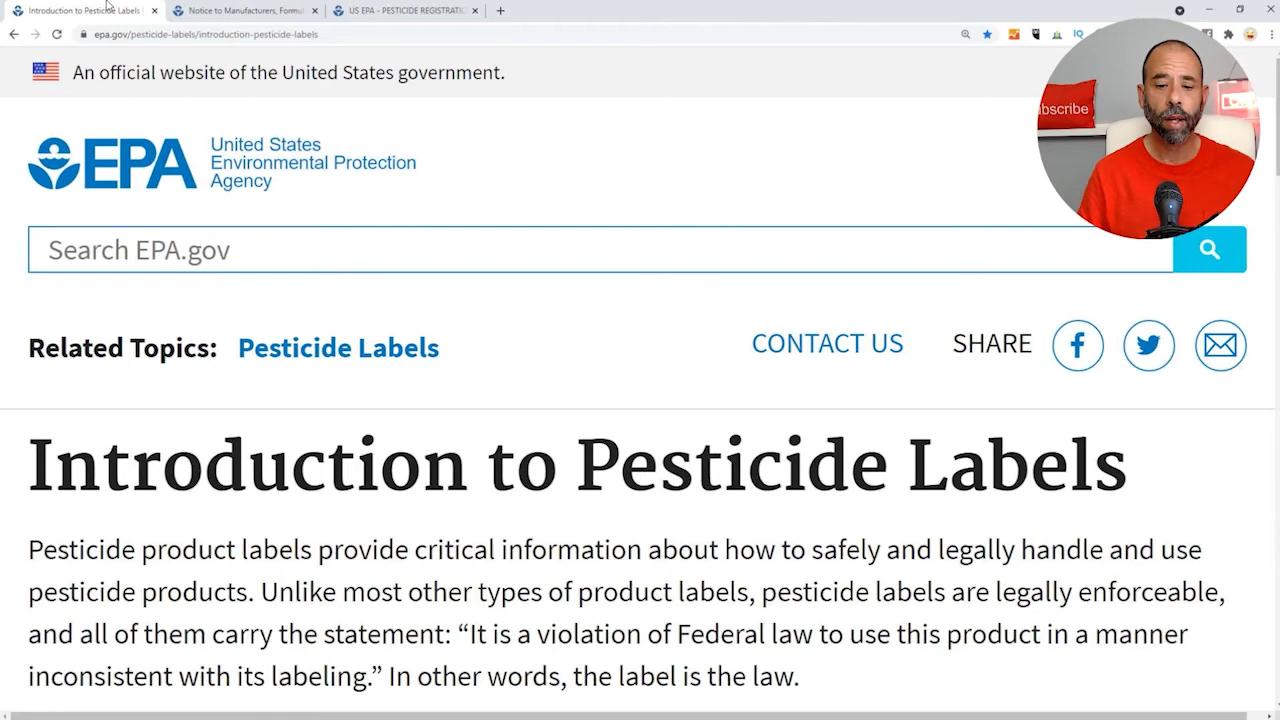 Introduction to Pesticide Labels
Notice to Manufacturers, Formul
US EPA - PESTICIDE REGISTRATIO
epa.gov/pesticide-labels/introduction-pesticide-labels
An official website of the United States government.
EPA
United States
Environmental Protection
Agency
ubscribe
Search EPA.gov
Related Topics: Pesticide Labels
CONTACT US
SHARE
Introduction to Pesticide Labels
Pesticide product labels provide critical information about how to safely and legally handle and use
pesticide products. Unlike most other types of product labels, pesticide labels are legally enforceable,
and all of them carry the statement: “It is a violation of Federal law to use this product in a manner
inconsistent with its labeling.” In other words, the label is the law.